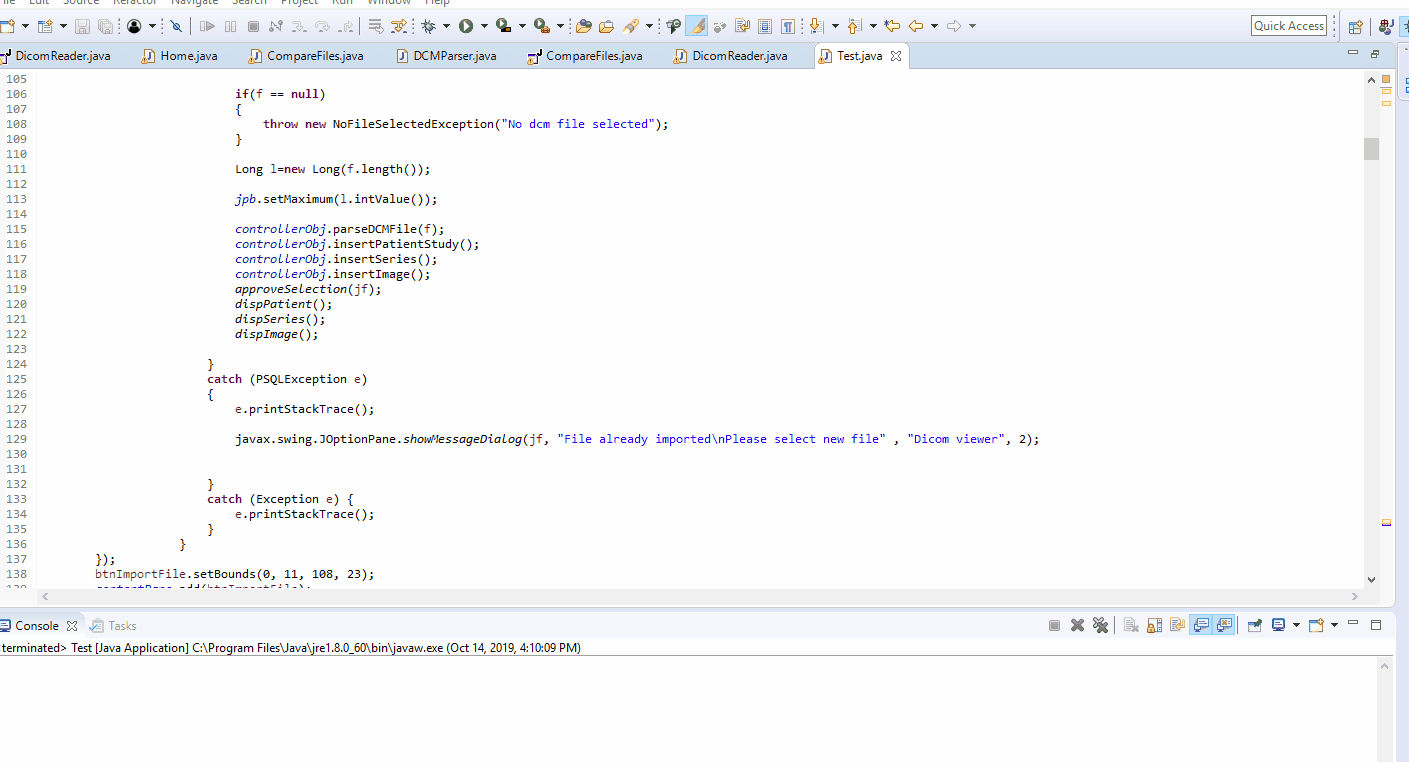 File Edit Source Refactor Navigate Search Project Run Window Help
Quick Access
DicomReader.java Home.java CompareFiles.java DCMParser.java CompareFiles.java DicomReader.java Test.java
105
106 if(f == null)
107 {
108 throw new NoFileSelectedException("No dcm file selected");
109 }
110
111 Long l=new Long(f.length());
112
113 jpb.setMaximum(l.intValue());
114
115 controllerObj.parseDCMFile(f);
116 controllerObj.insertPatientStudy();
117 controllerObj.insertSeries();
118 controllerObj.insertImage();
119 approveSelection(jf);
120 dispPatient();
121 dispSeries();
122 dispImage();
123
124 }
125 catch (PSQLException e)
126 {
127 e.printStackTrace();
128
129 javax.swing.JOptionPane.showMessageDialog(jf, "File already imported\nPlease select new file" , "Dicom viewer", 2);
130
131
132 }
133 catch (Exception e) {
134 e.printStackTrace();
135 }
136 }
137 });
138 btnImportFile.setBounds(0, 11, 108, 23);
139 contentPane.add(btnImportFile);
Console Tasks
terminated> Test [Java Application] C:\Program Files\Java\jre1.8.0_60\bin\javaw.exe (Oct 14, 2019, 4:10:09 PM)